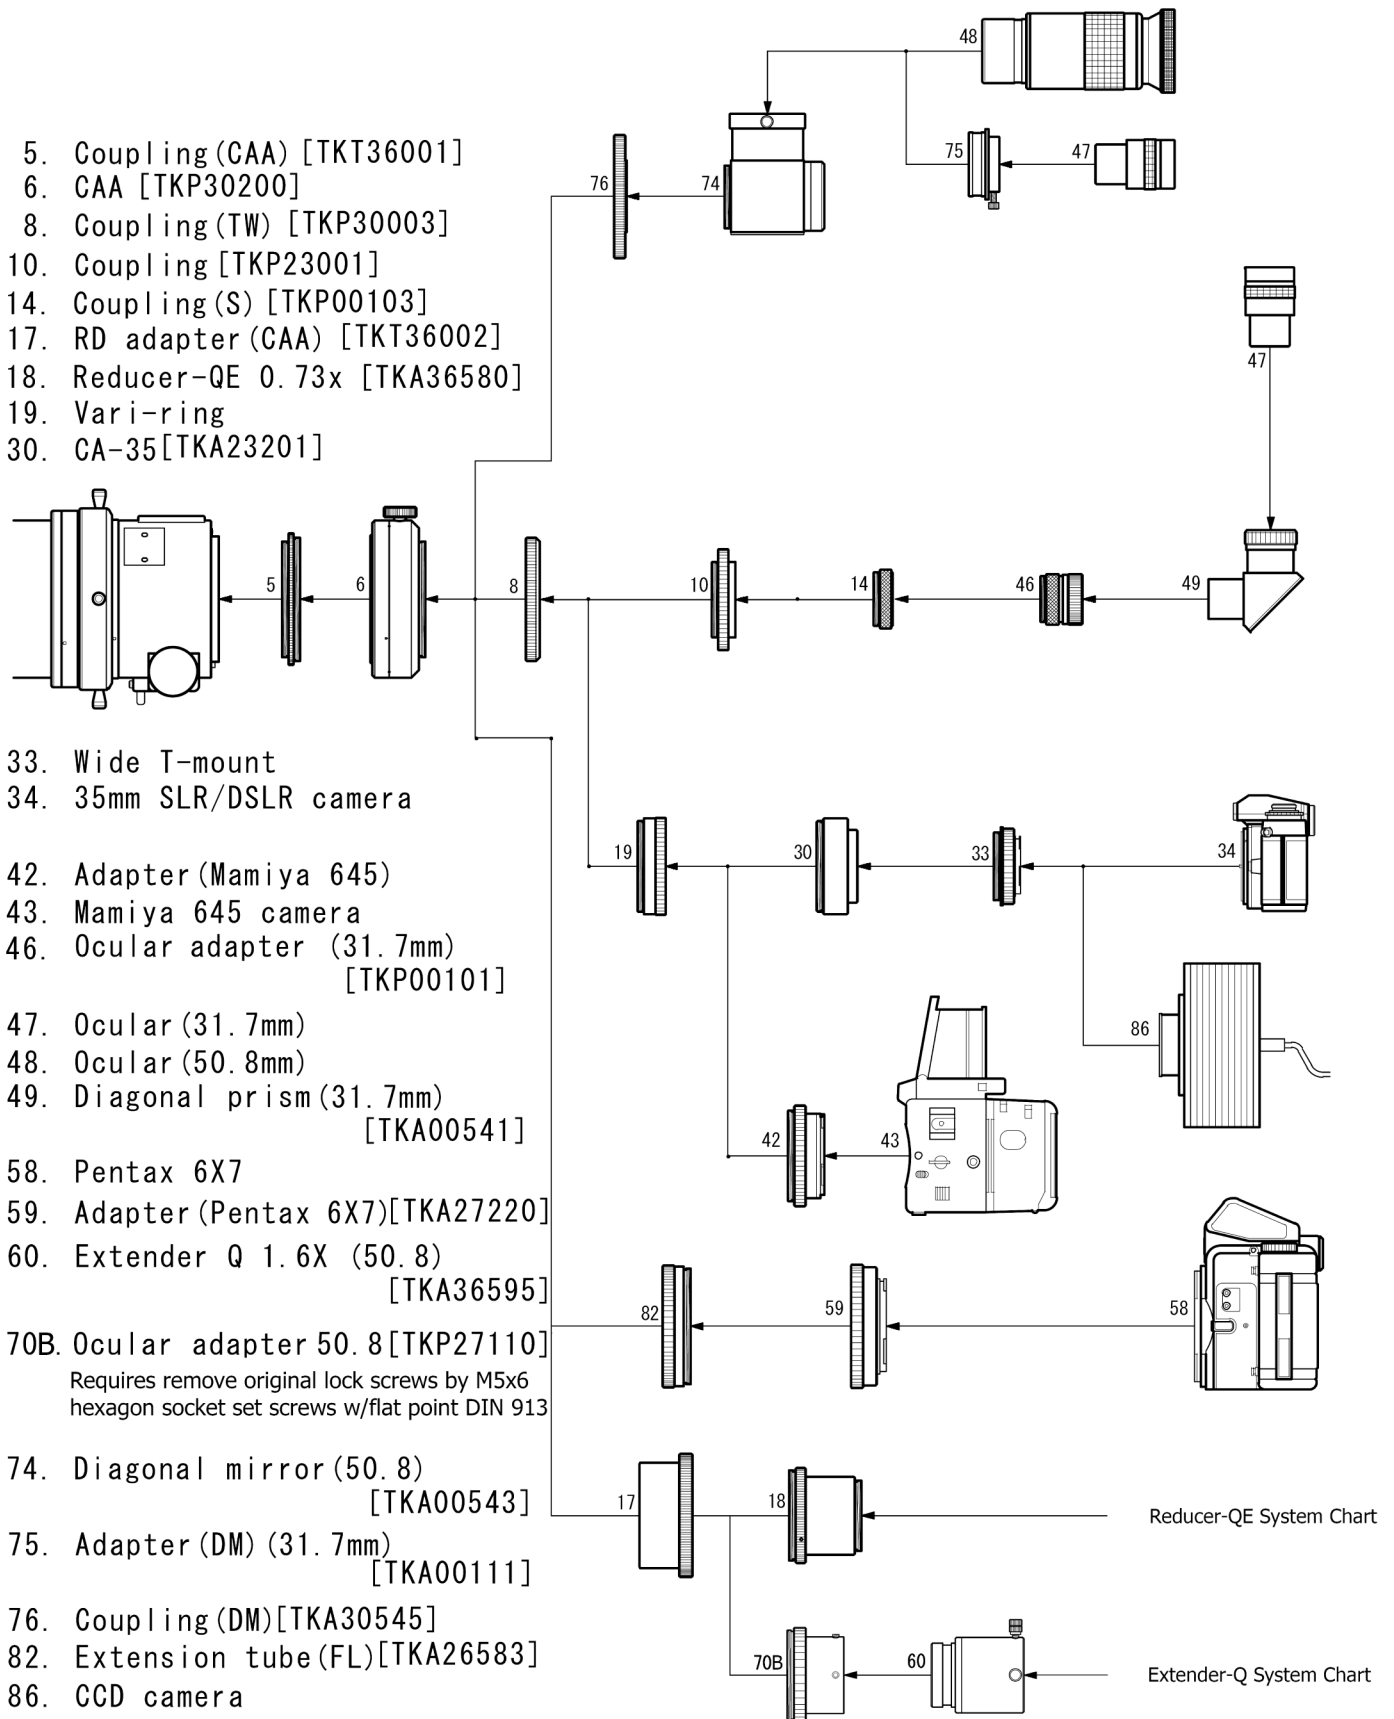 48
5. Coupling(CAA)[TKT36001]
75
47
6. CAA [TKP30200]
76
74
8. Coupling(TW) [TKP30003]
10. Coupling[TKP23001]
14. Coupling(S)[TKP00103]
17. RD adapter(CAA) [TKT36002]
47
18. Reducer-QE 0.73x [TKA36580]
19. Vari-ring
30. CA-35[TKA23201]
5
6
8
10
14
46
49
33. Wide T-mount
34. 35mm SLR/DSLR camera
19
30
33
34
42. Adapter(Mamiya 645)
43. Mamiya 645 camera
46. Ocular adapter (31.7mm)
[TKP00101]
47. Ocular(31.7mm)
86
48. Ocular(50.8mm)
49. Diagonal prism(31.7mm)
[TKA00541]
42
43
58. Pentax 6X7
59. Adapter(Pentax 6X7)[TKA27220]
60. Extender Q 1.6X (50.8)
[TKA36595]
82
59
58
70B. Ocular adapter 50.8[TKP27110]
Requires remove original lock screws by M5x6
hexagon socket set screws w/flat point DIN 913
74. Diagonal mirror(50.8)
[TKA00543]
17
18
Reducer-QE System Chart
75. Adapter(DM)(31.7mm)
[TKA00111]
76. Coupling(DM)[TKA30545]
82. Extension tube(FL)[TKA26583]
70B
60
Extender-Q System Chart
86. CCD camera